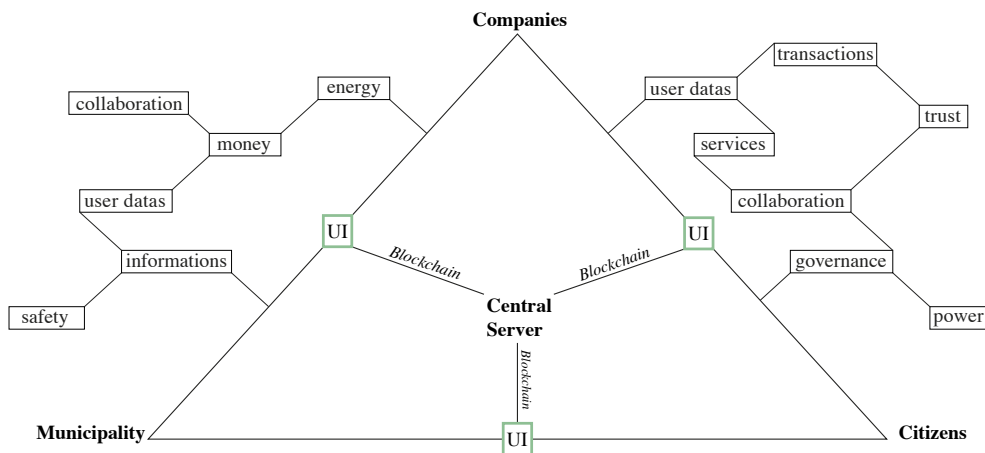 Companies
transactions
energy
user datas
collaboration
trust
money
services
user datas
collaboration
UI
UI
Blockchain
Blockchain
informations
governance
Central
Server
safety
power
Blockchain
Municipality
UI
Citizens